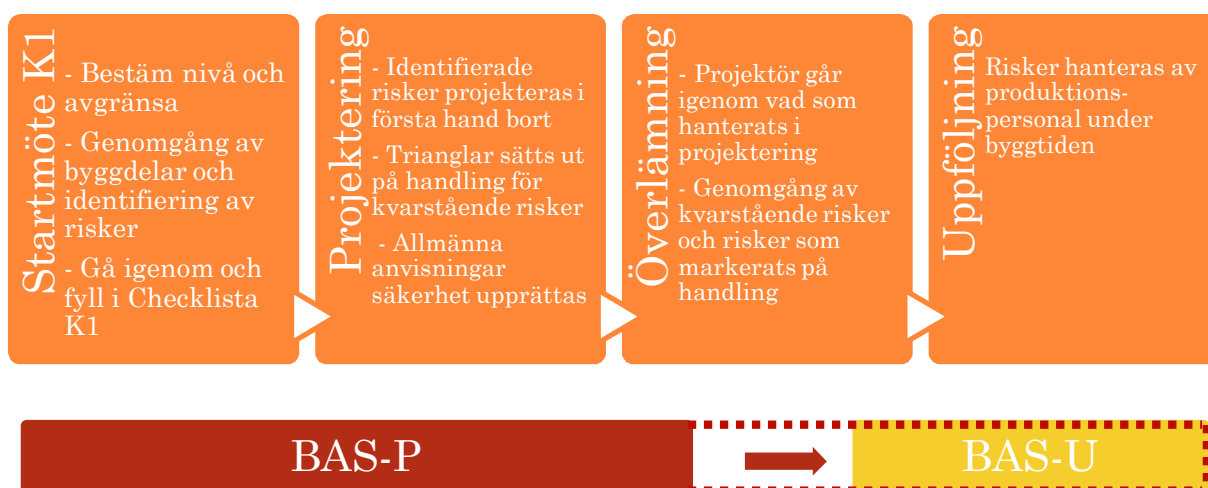 Startmöte K1
- Bestäm nivå och
avgränsa
- Genomgång av
byggdelar och
identifiering av
risker
- Gå igenom och
fyll i Checklista
K1
Projektering
- Identifierade
risker projekteras i
första hand bort
- Trianglar sätts ut
på handling för
kvarstående risker
- Allmänna
anvisningar
säkerhet upprättas
Överlämning
- Projektör går
igenom vad som
hanterats i
projektering
- Genomgång av
kvarstående risker
och risker som
markerats på
handling
Uppföljning
Risker hanteras av
produktions-
personal under
byggtiden
BAS-P
BAS-U